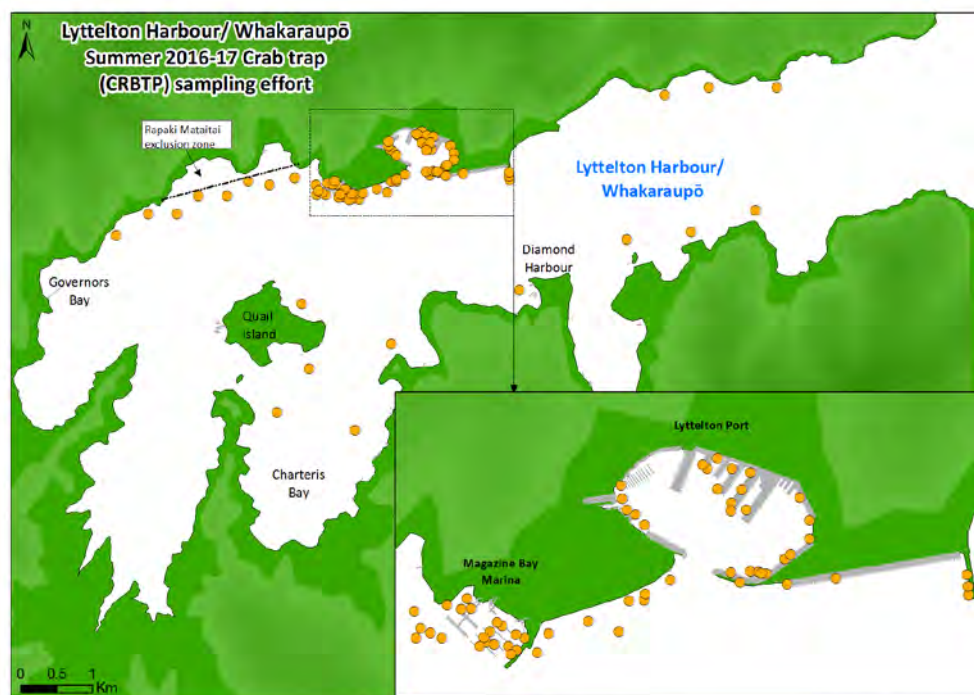 Lyttelton Harbour/ Whakaraupō
Summer 2016-17 Crab trap
(CRBTP) sampling effort
N
Rapaki Mataitai
exclusion zone
Lyttelton Harbour/
Whakaraupō
Diamond
Harbour
Governors
Bay
Quail
Island
Charteris
Bay
Lyttelton Port
Magazine Bay
Marina
0 0.5 1
Km